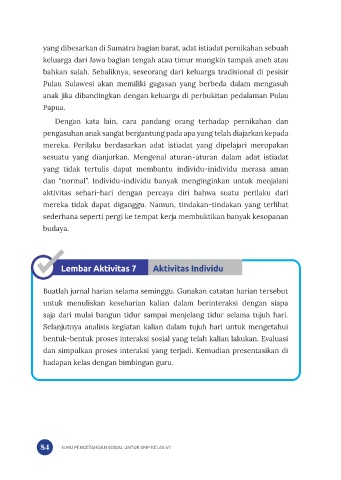 yang dibesarkan di Sumatra bagian barat, adat istiadat pernikahan sebuah
keluarga dari Jawa bagian tengah atau timur mungkin tampak aneh atau
bahkan salah. Sebaliknya, seseorang dari keluarga tradisional di pesisir
Pulau Sulawesi akan memiliki gagasan yang berbeda dalam mengasuh
anak jika dibandingkan dengan keluarga di perbukitan pedalaman Pulau
Papua.
Dengan kata lain, cara pandang orang terhadap pernikahan dan
pengasuhan anak sangat bergantung pada apa yang telah diajarkan kepada
mereka. Perilaku berdasarkan adat istiadat yang dipelajari merupakan
sesuatu yang dianjurkan. Mengenal aturan-aturan dalam adat istiadat
yang tidak tertulis dapat membantu individu-inidividu merasa aman
dan “normal”. Individu-individu banyak menginginkan untuk menjalani
aktivitas sehari-hari dengan percaya diri bahwa suatu perilaku dari
mereka tidak dapat diganggu. Namun, tindakan-tindakan yang terlihat
sederhana seperti pergi ke tempat kerja membuktikan banyak kesopanan
budaya.
Lembar Aktivitas 7 Aktivitas Individu
Buatlah jurnal harian selama seminggu. Gunakan catatan harian tersebut
untuk menuliskan keseharian kalian dalam berinteraksi dengan siapa
saja dari mulai bangun tidur sampai menjelang tidur selama tujuh hari.
Selanjutnya analisis kegiatan kalian dalam tujuh hari untuk mengetahui
bentuk-bentuk proses interaksi sosial yang telah kalian lakukan. Evaluasi
dan simpulkan proses interaksi yang terjadi. Kemudian presentasikan di
hadapan kelas dengan bimbingan guru.
84 ILMU PENGETAHUAN SOSIAL UNTUK SMP KELAS VII